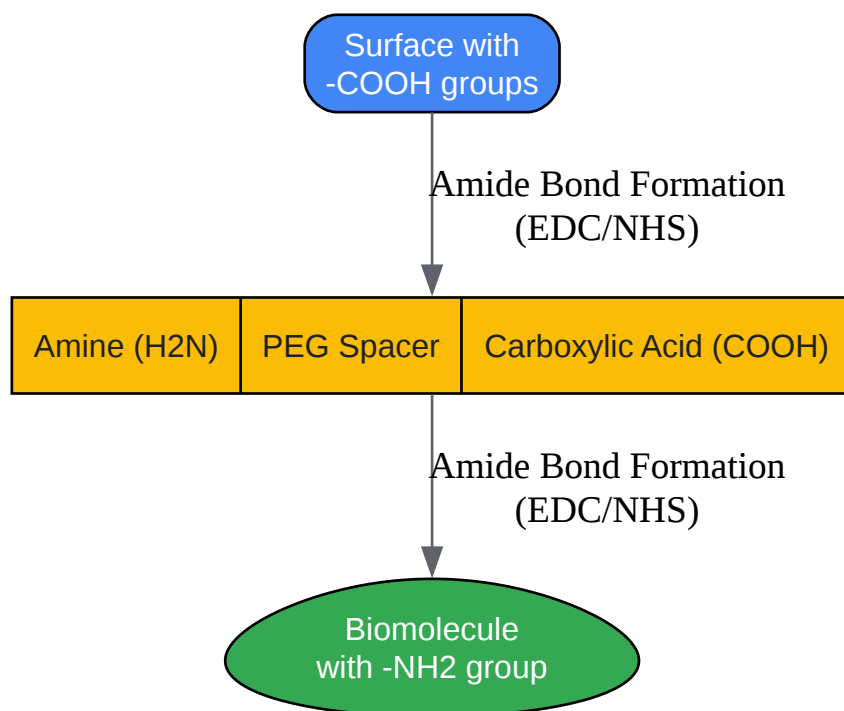 Surface with
-COOH groups
Amide Bond Formation
(EDC/NHS)
Amine (H2N) PEG Spacer Carboxylic Acid (COOH)
Amide Bond Formation
(EDC/NHS)
Biomolecule
with -NH2 group